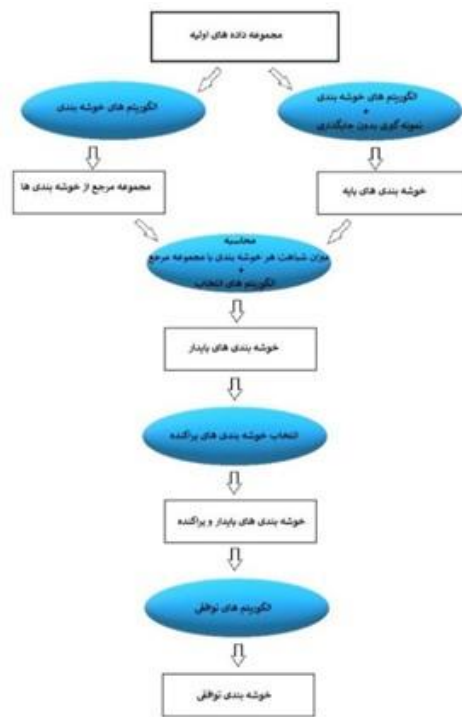 مجموعه داده های اولیه
الگوریتم های خوشه بندی
+
نمونه گیری بدون جایگذاری
الگوریتم های خوشه بندی
خوشه بندی های پایه
مجموعه مرجع از خوشه بندی ها
محاسبه
میزان شباهت هر خوشه بندی با مجموعه مرجع
+
الگوریتم های انتخاب
خوشه بندی های پایدار
انتخاب خوشه بندی های پراکنده
خوشه بندی های پایدار و پراکنده
الگوریتم های توافقی
خوشه بندی توافقی